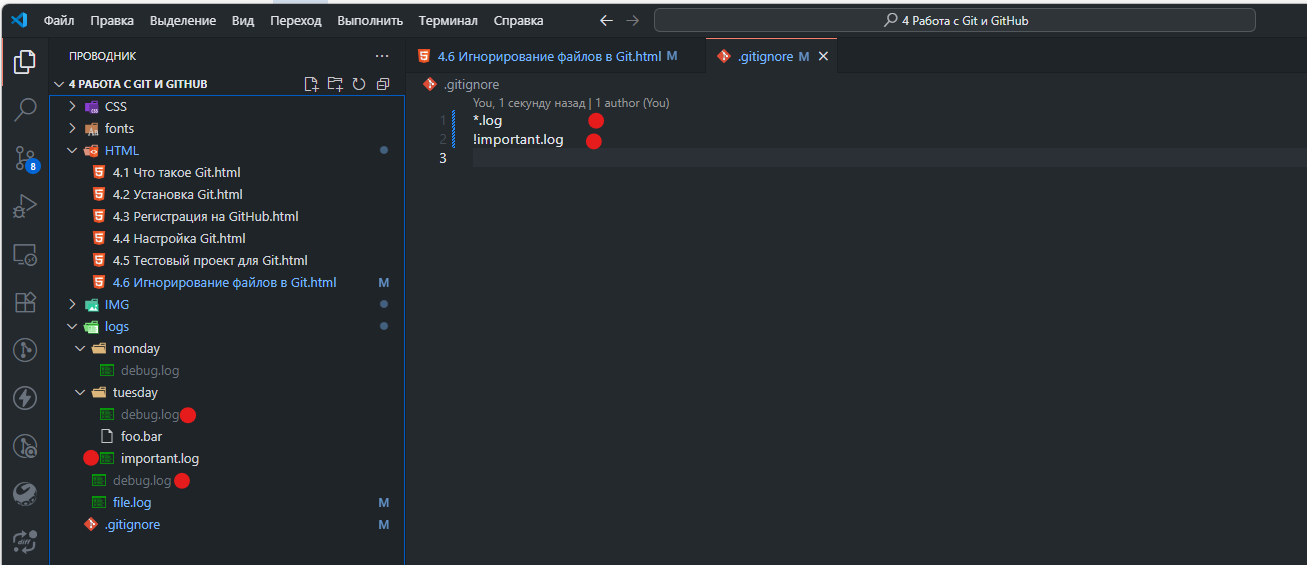 Файл Правка Выделение Вид Переход Выполнить Терминал Справка
4 Работа с Git и GitHub
ПРОВОДНИК
4 РАБОТА С GIT И GITHUB
CSS
fonts
HTML
4.1 Что такое Git.html
4.2 Установка Git.html
4.3 Регистрация на GitHub.html
4.4 Настройка Git.html
4.5 Тестовый проект для Git.html
4.6 Игнорирование файлов в Git.html M
IMG
logs
monday
debug.log
tuesday
debug.log
foo.bar
important.log
debug.log
file.log M
.gitignore M
8
4.6 Игнорирование файлов в Git.html M
.gitignore M
.gitignore
You, 1 секунду назад | 1 author (You)
1 *.log
2 !important.log
3